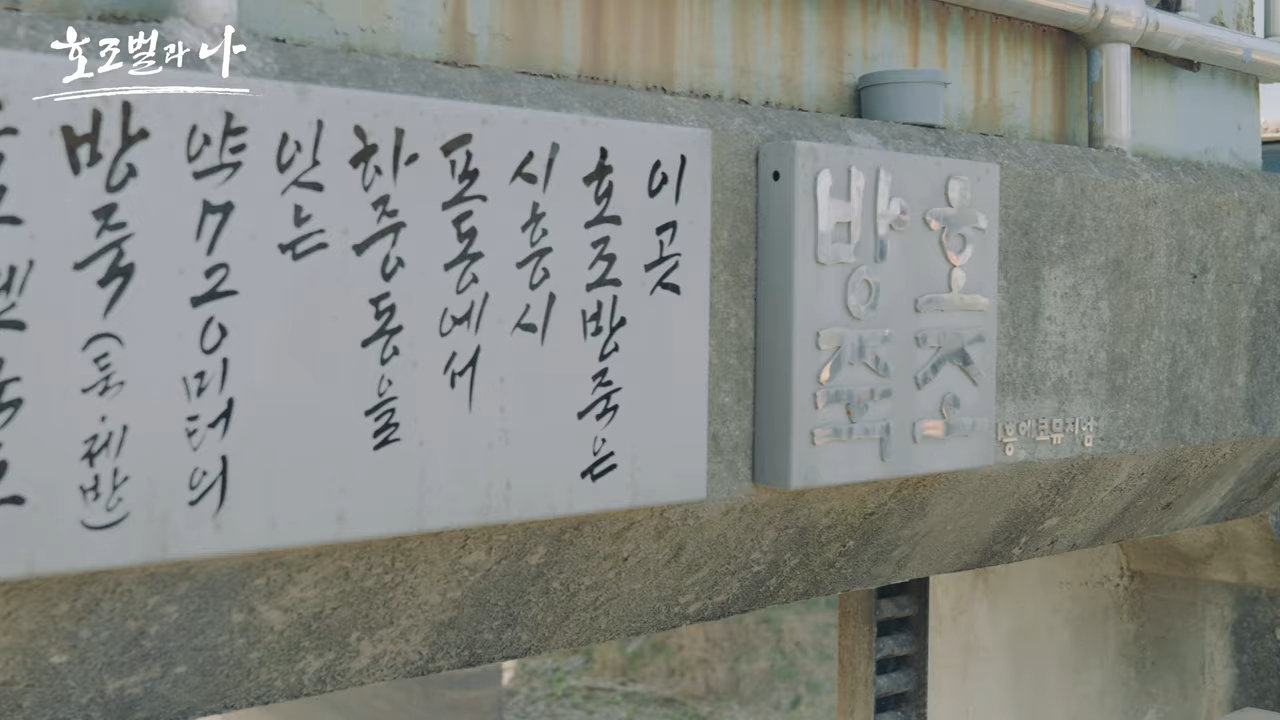 호조벌과 나
호조
방죽
시흥에코뮤지엄
이곳
호조방죽은
시흥시
포동에서
하중동을
잇는
약720미터의
방죽(둑·제방)